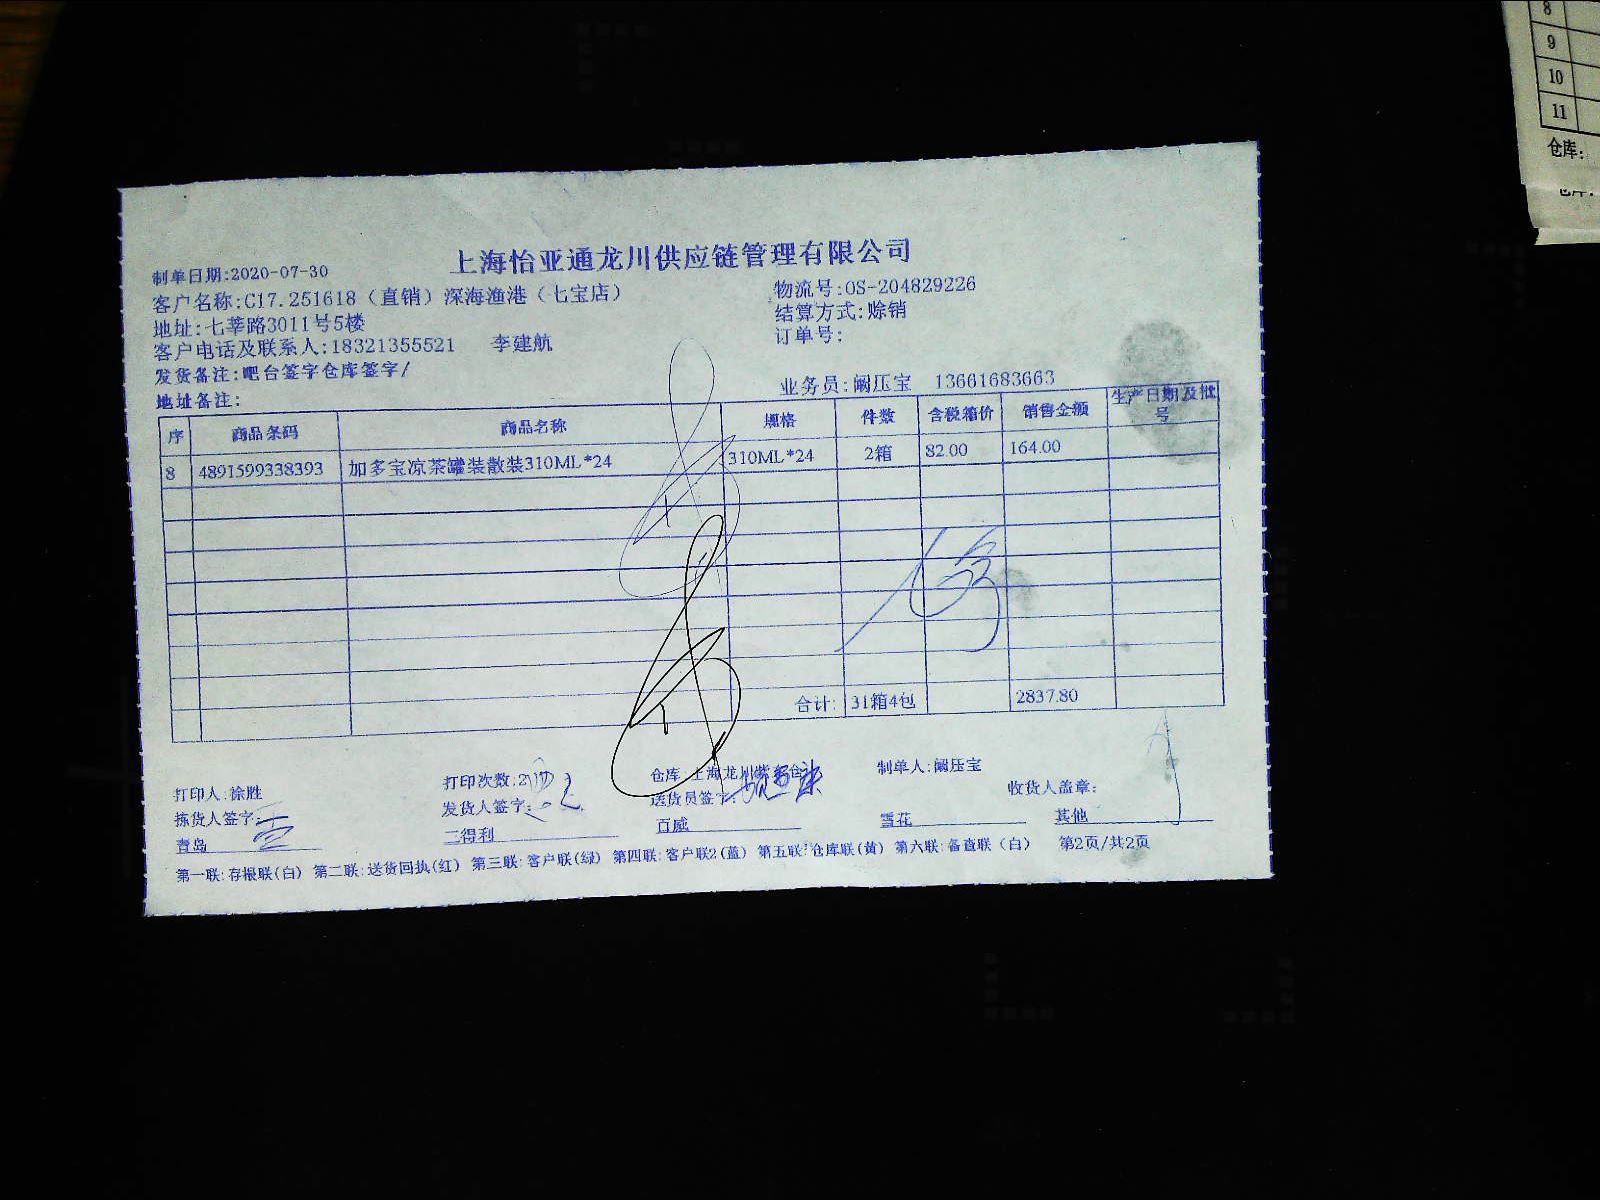 上海怡亚通龙川供应链管理有限公司
制单日期:2020-07-30
客户名称:C17.251618（直销）深海渔港（七宝店） 物流号:OS-204829226
地址:七莘路3011号5楼 结算方式:赊销
客户电话及联系人:18321355521 李建航 订单号:
发货备注:吧台签字仓库签字/
地址备注: 业务员:阚压宝 13661683663
序 商品条码 商品名称 规格 件数 含税箱价 销售金额 生产日期及批号
8 4891599338393 加多宝凉茶罐装散装310ML*24 310ML*24 2箱 82.00 164.00
合计: 31箱4包 2837.80
打印人:徐胜 打印次数:2 仓库:上海龙川 制单人:阚压宝
拣货人签字: 发货人签字: 送货员签字: 收货人盖章:
青岛 三得利 百威 雪花 其他
第一联:存根联(白) 第二联:送货回执(红) 第三联:客户联(绿) 第四联:客户联2(蓝) 第五联:仓库联(黄) 第六联:备查联（白） 第2页/共2页
8
9
10
11
仓库: